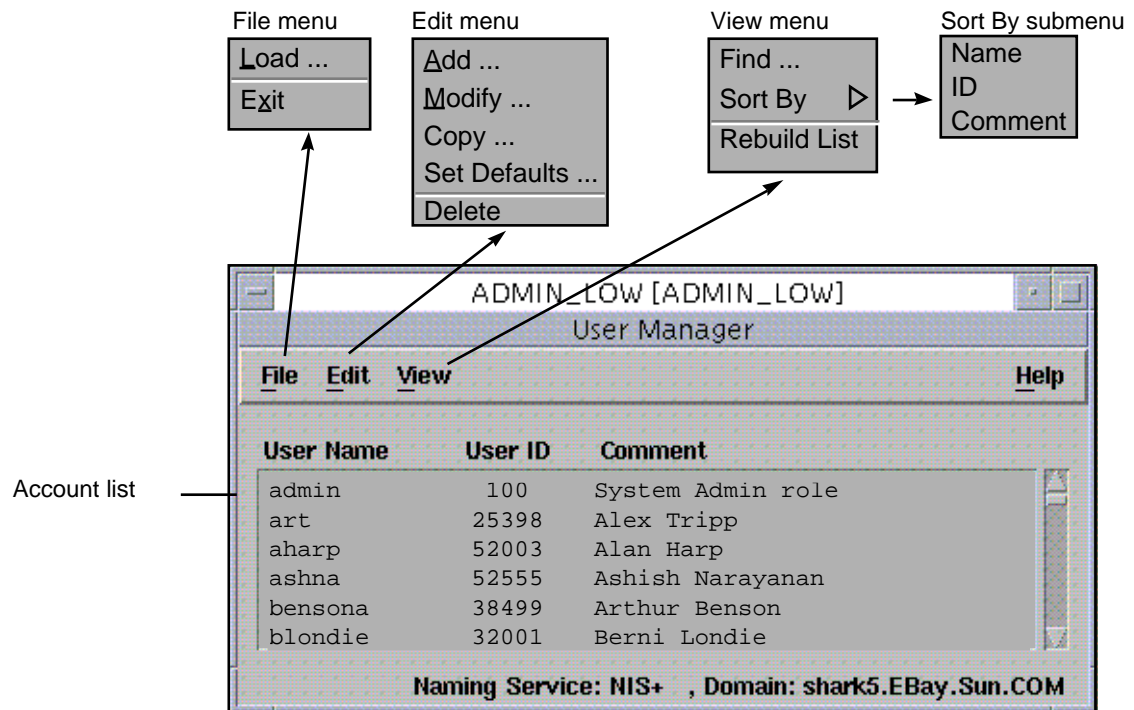 File menu
Edit menu
View menu
Sort By submenu
Load ...
Exit
Add ...
Modify ...
Copy ...
Set Defaults ...
Delete
Find ...
Sort By
Rebuild List
Name
ID
Comment
ADMIN_LOW [ADMIN_LOW]
User Manager
File Edit View Help
User Name User ID Comment
Account list
admin 100 System Admin role
art 25398 Alex Tripp
aharp 52003 Alan Harp
ashna 52555 Ashish Narayanan
bensona 38499 Arthur Benson
blondie 32001 Berni Londie
Naming Service: NIS+ , Domain: shark5.EBay.Sun.COM